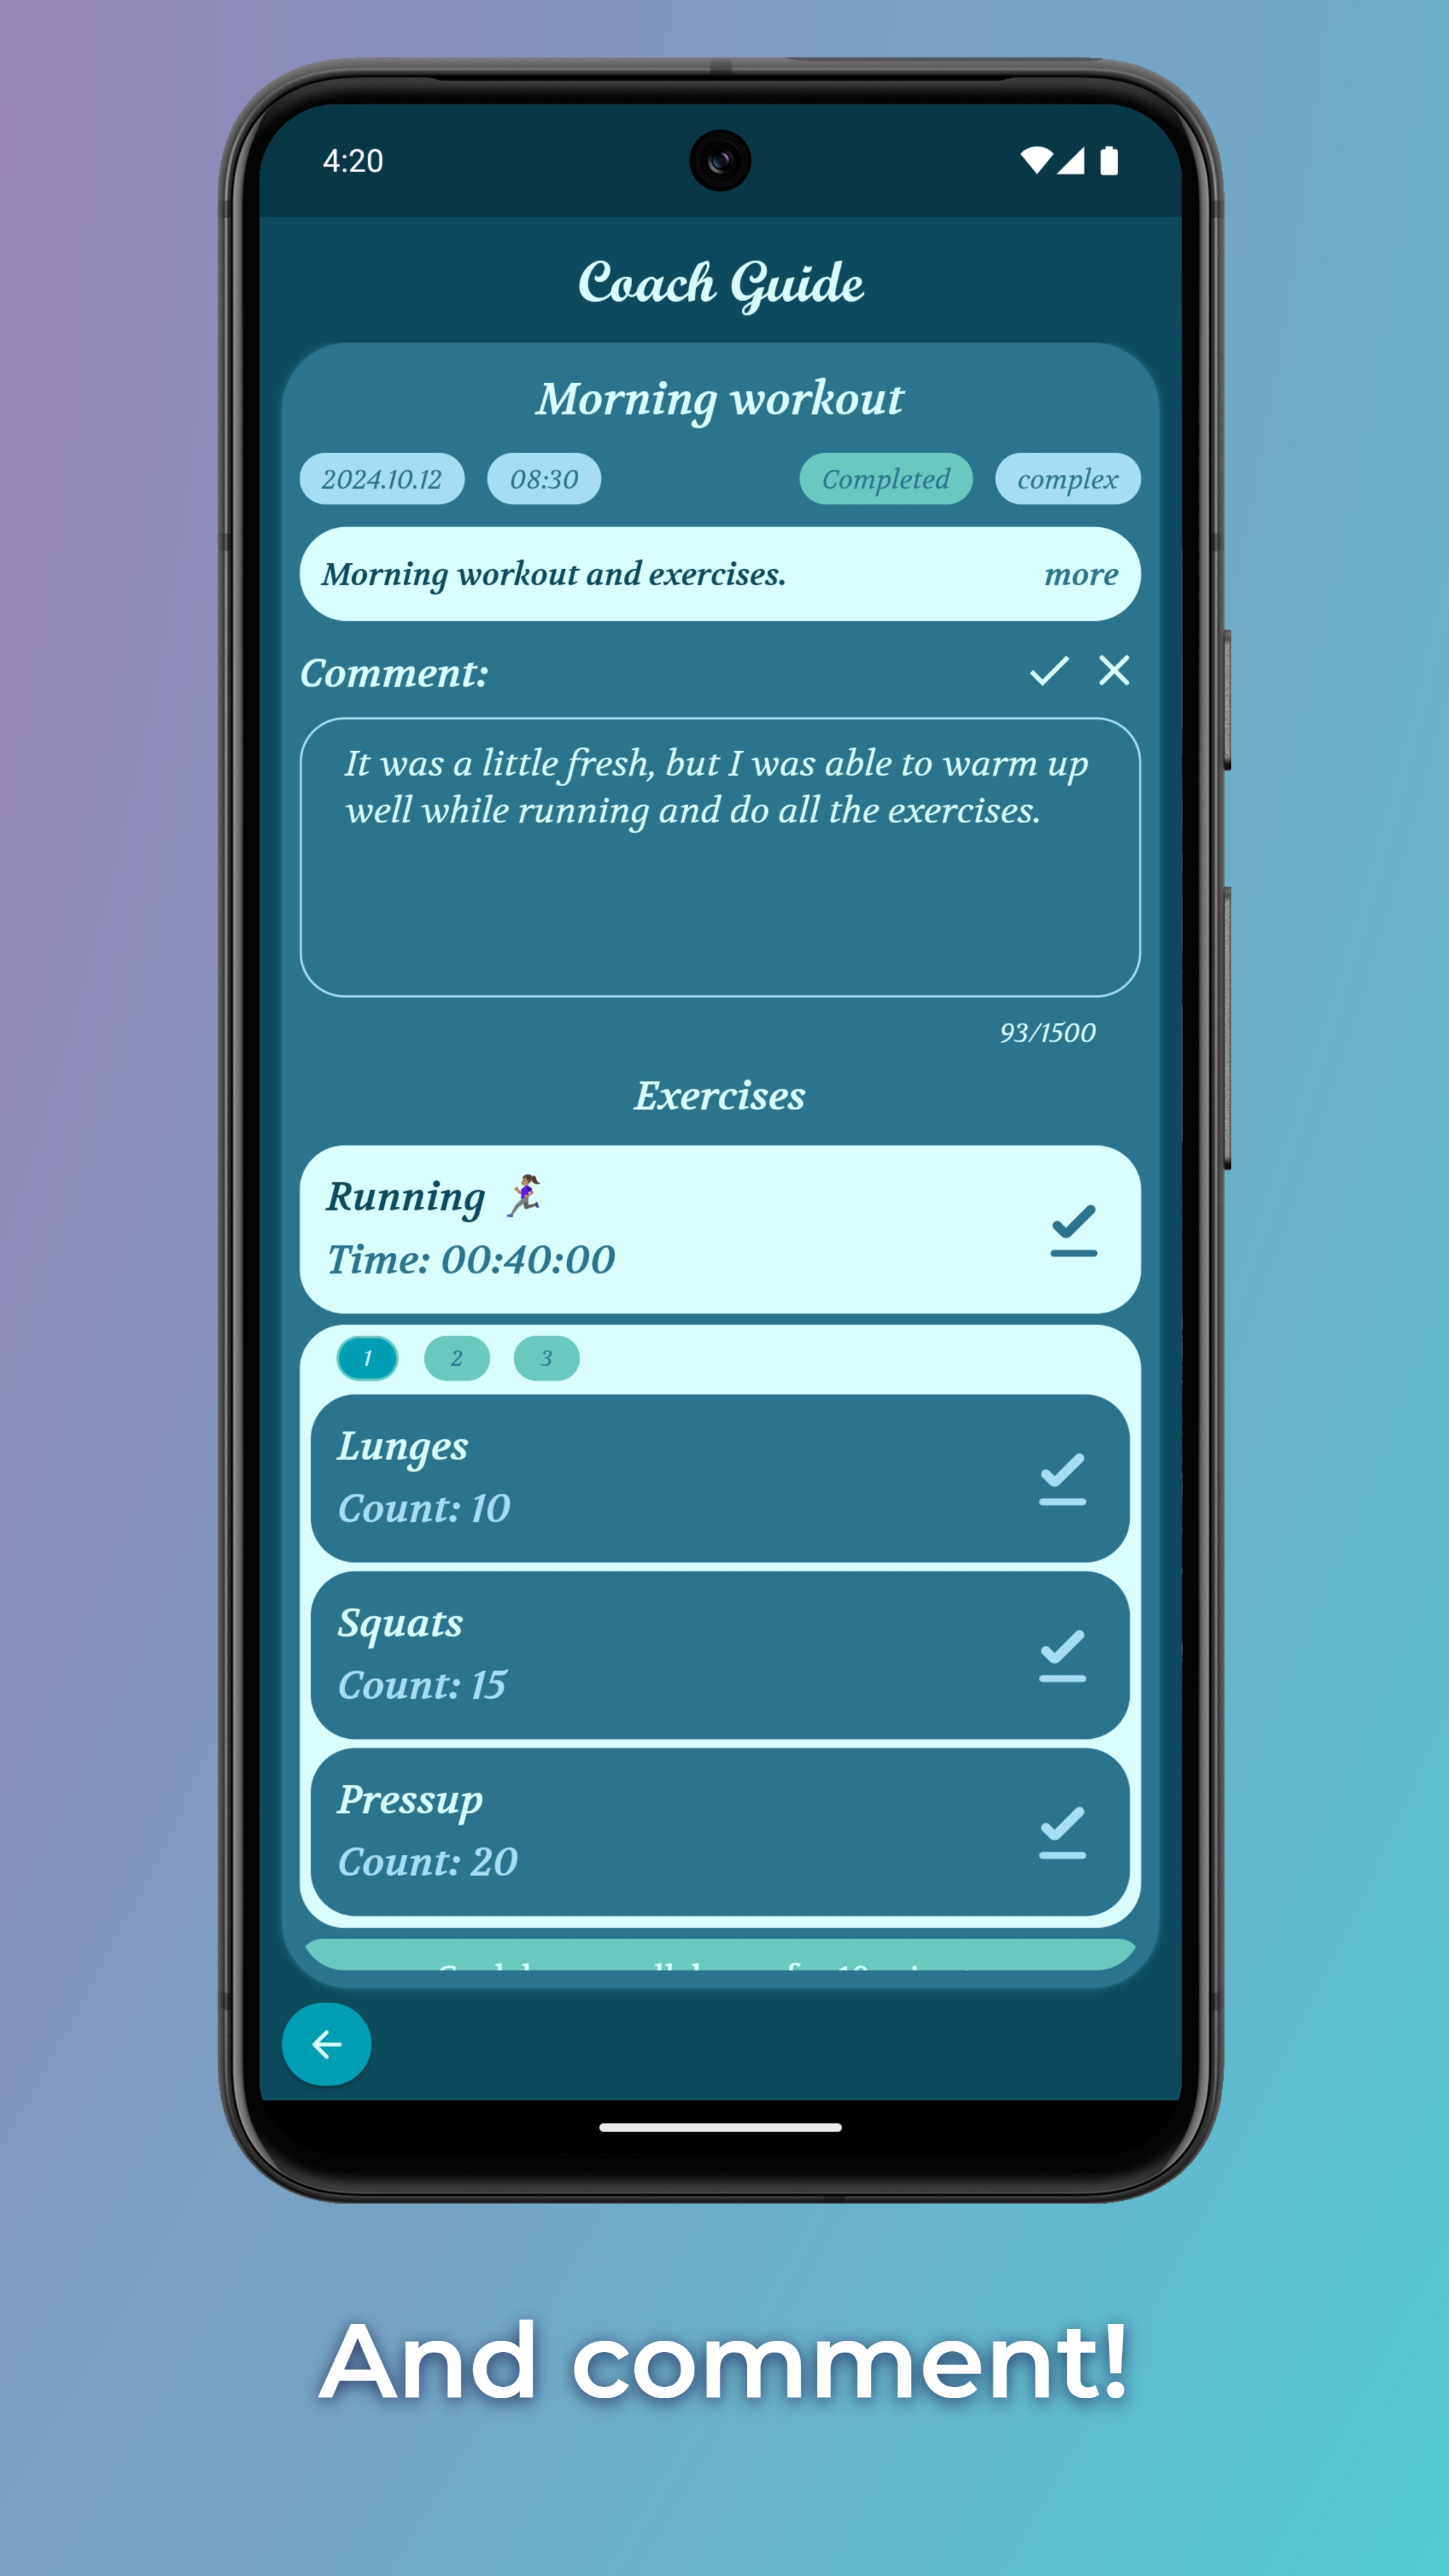 4:20
Coach Guide
Morning workout
2024.10.12 08:30 Completed complex
Morning workout and exercises. more
Comment:
It was a little fresh, but I was able to warm up
well while running and do all the exercises.
93/1500
Exercises
Running
Time: 00:40:00
1 2 3
Lunges
Count: 10
Squats
Count: 15
Pressup
Count: 20
And comment!